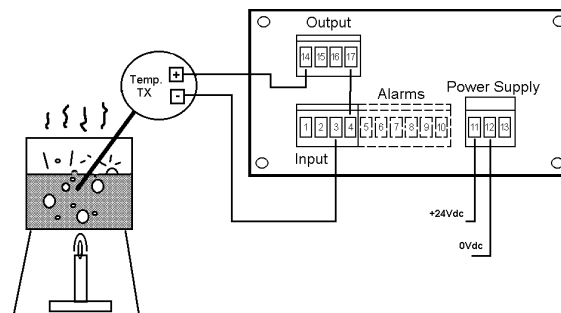 Output
14 15 16 17
Temp.
TX
+
-
Alarms
Power Supply
1 2 3 4 5 6 7 8 9 10
11 12 13
Input
+24Vdc
0Vdc